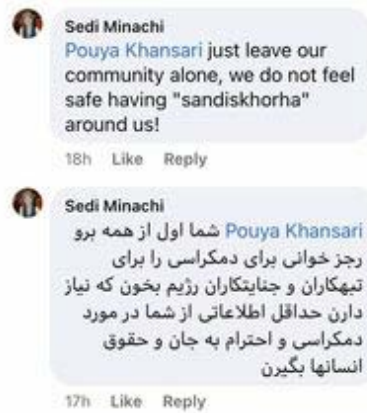 Sedi Minachi
Pouya Khansari just leave our
community alone, we do not feel
safe having "sandiskhorha"
around us!
18h Like Reply
Sedi Minachi
Pouya Khansari شما اول از همه برو
رجز خوانی برای دمکراسی را برای
تبهکاران و جنایتکاران رژیم بخون که نیاز
دارن حداقل اطلاعاتی از شما در مورد
دمکراسی و احترام به جان و حقوق
انسانها بگیرن
17h Like Reply